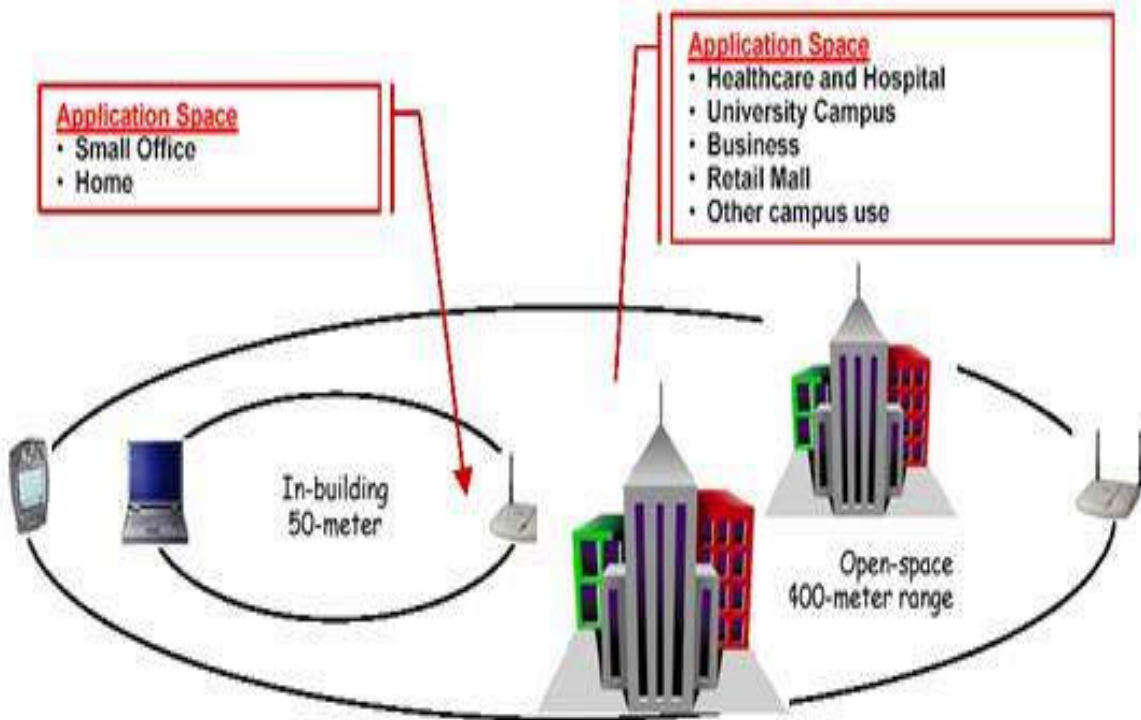 Application Space
• Small Office
• Home
Application Space
• Healthcare and Hospital
• University Campus
• Business
• Retail Mall
• Other campus use
In-building
50-meter
Open-space
400-meter range